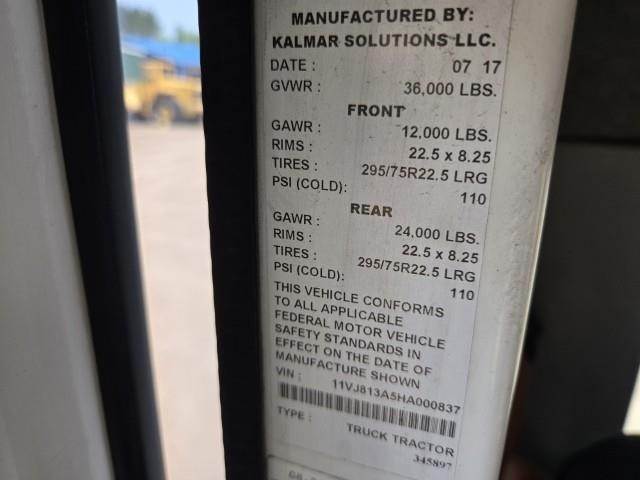 MANUFACTURED BY:
KALMAR SOLUTIONS LLC.
DATE : 07 17
GVWR : 36,000 LBS.
FRONT
GAWR : 12,000 LBS.
RIMS : 22.5 x 8.25
TIRES : 295/75R22.5 LRG
PSI (COLD): 110
REAR
GAWR : 24,000 LBS.
RIMS : 22.5 x 8.25
TIRES : 295/75R22.5 LRG
PSI (COLD): 110
THIS VEHICLE CONFORMS
TO ALL APPLICABLE
FEDERAL MOTOR VEHICLE
SAFETY STANDARDS IN
EFFECT ON THE DATE OF
MANUFACTURE SHOWN
VIN : 11VJ813A5HA000837
TYPE : TRUCK TRACTOR
345897